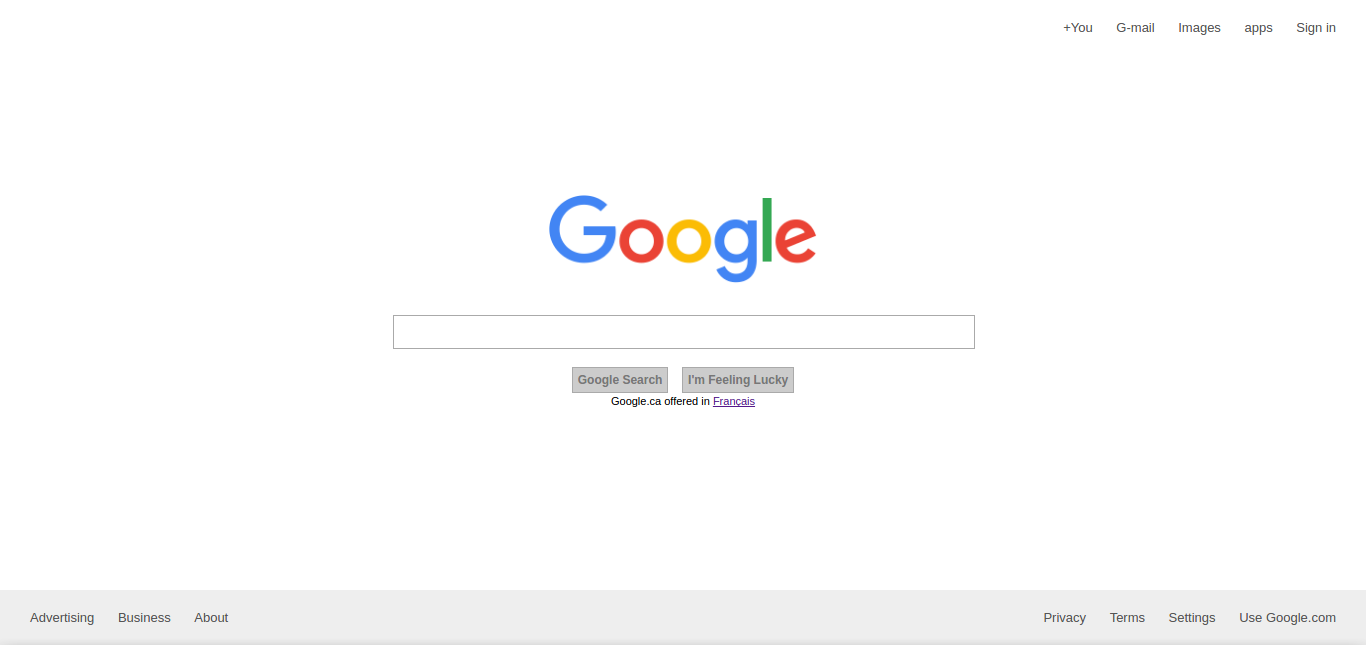 +You G-mail Images apps Sign in
Google
Google Search I'm Feeling Lucky
Google.ca offered in Français
Advertising Business About Privacy Terms Settings Use Google.com